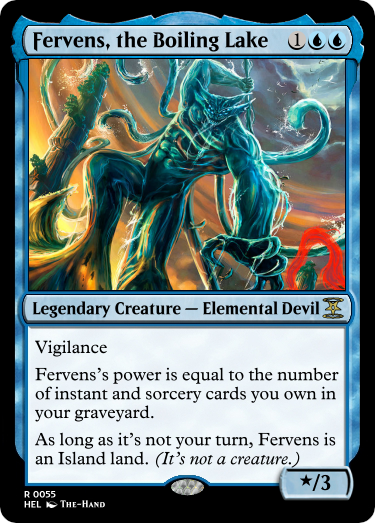 Fervens, the Boiling Lake 1
Legendary Creature — Elemental Devil
Vigilance
Fervens's power is equal to the number
of instant and sorcery cards you own in
your graveyard.
As long as it's not your turn, Fervens is
an Island land. (It's not a creature.)
★/3
R 0055
HEL The-Hand